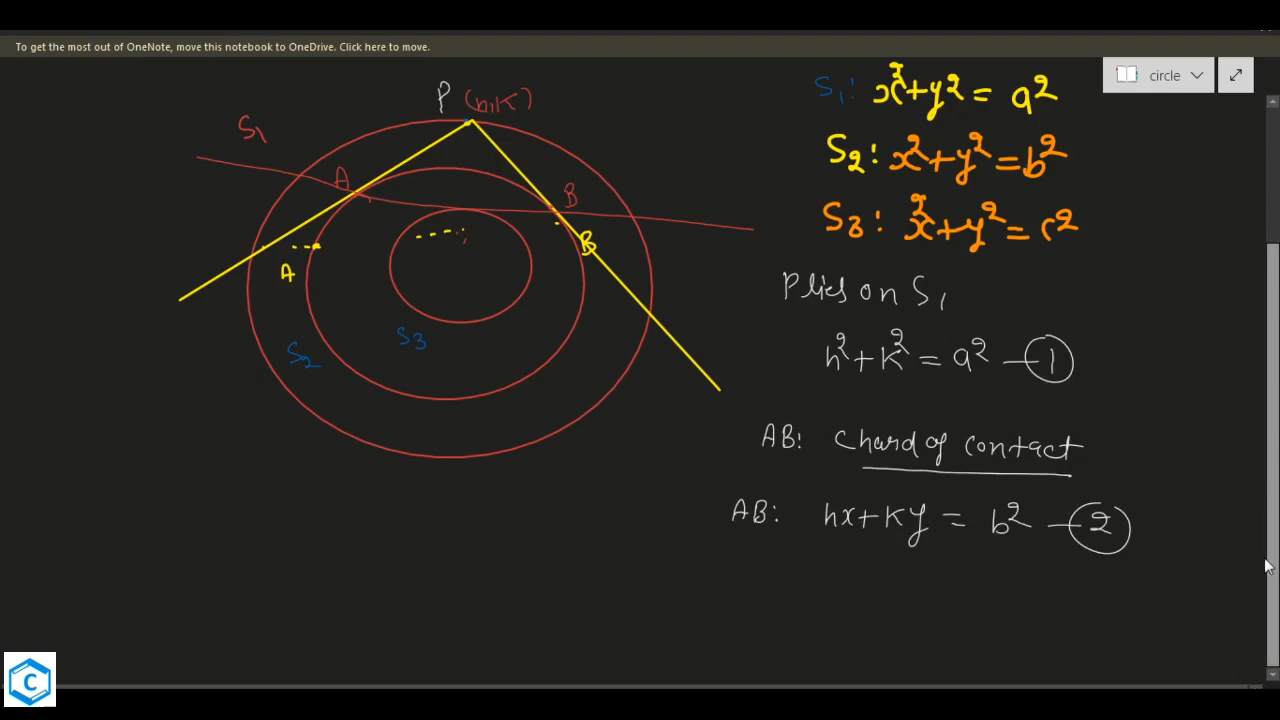 To get the most out of OneNote, move this notebook to OneDrive. Click here to move.
circle
P (h,K)
S1
A
B
A
B
S2
S3
S1: x²+y² = a²
S2: x²+y² = b²
S3: x²+y² = c²
P lies on S1
h²+K² = a² — 1
AB: Chord of contact
AB: hx+Ky = b² — 2
C